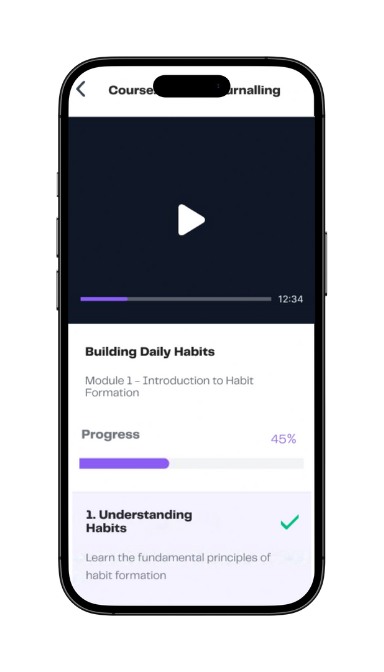 Course urnalling
12:34
Building Daily Habits
Module 1 – Introduction to Habit
Formation
Progress
45%
1. Understanding
Habits
Learn the fundamental principles of
habit formation